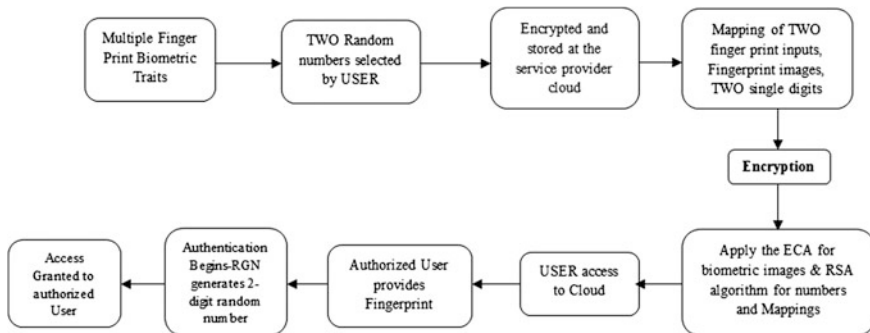 Multiple Finger
Print Biometric
Traits
TWO Random
numbers selected
by USER
Encrypted and
stored at the
service provider
cloud
Mapping of TWO
finger print inputs,
Fingerprint images,
TWO single digits
Encryption
Apply the ECA for
biometric images & RSA
algorithm for numbers
and Mappings
USER access
to Cloud
Authorized User
provides
Fingerprint
Authentication
Begins-RGN
generates 2-
digit random
number
Access
Granted to
authorized
User